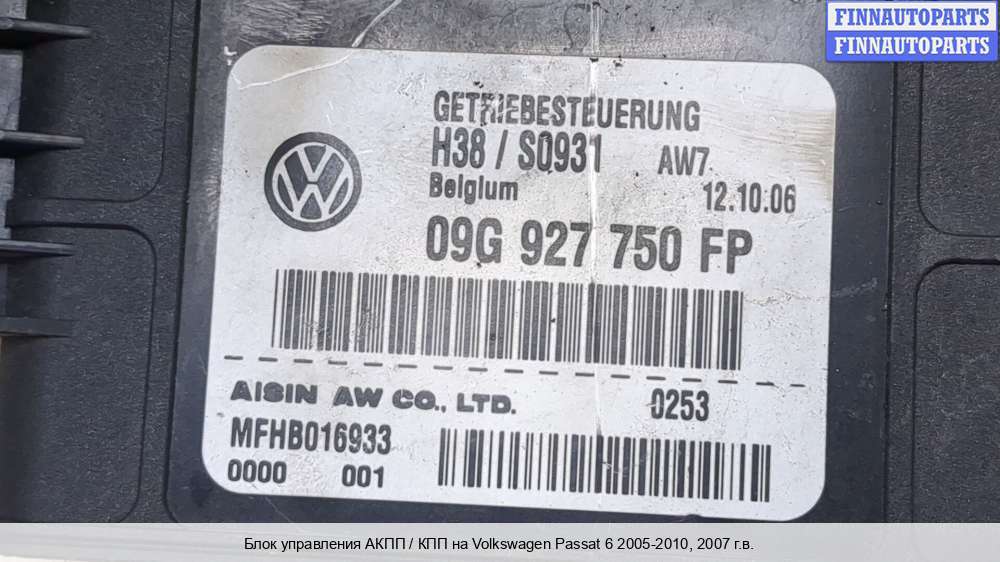 FINNAUTOPARTS
FINNAUTOPARTS
GETRIEBESTEUERUNG
H38 / S0931 AW7
Belgium 12.10.06
09G 927 750 FP
AISIN AW CO., LTD. 0253
MFHB016933
0000 001
Блок управления АКПП / КПП на Volkswagen Passat 6 2005-2010, 2007 г.в.